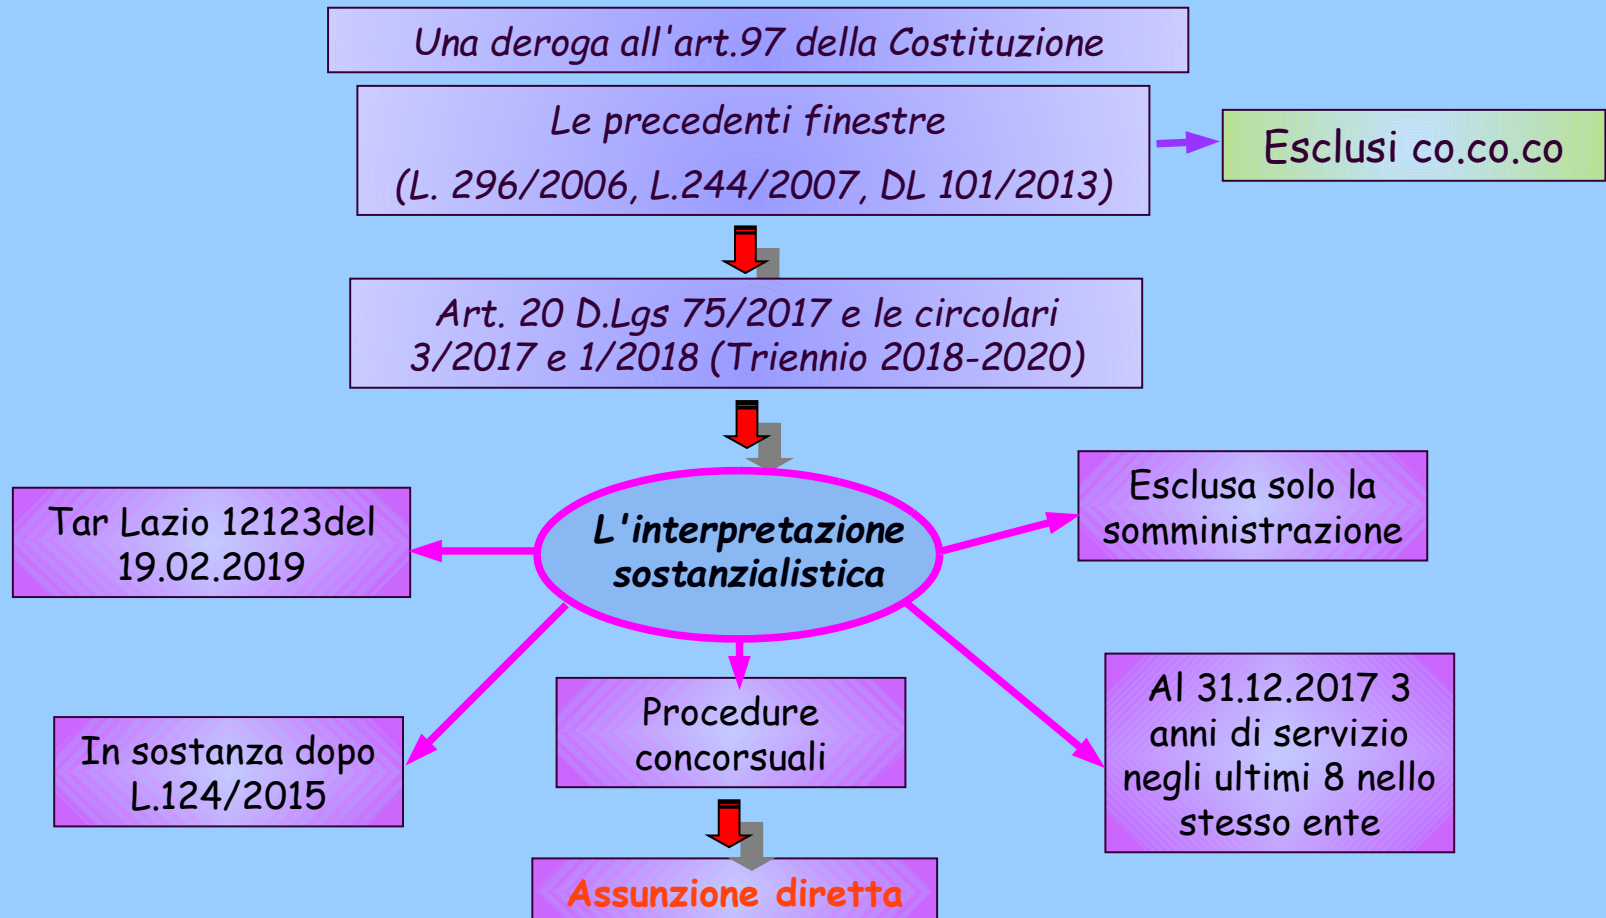 Una deroga all'art.97 della Costituzione
Le precedenti finestre
(L. 296/2006, L.244/2007, DL 101/2013)
Esclusi co.co.co
Art. 20 D.Lgs 75/2017 e le circolari
3/2017 e 1/2018 (Triennio 2018-2020)
Tar Lazio 12123del
19.02.2019
L'interpretazione
sostanzialistica
Esclusa solo la
somministrazione
In sostanza dopo
L.124/2015
Procedure
concorsuali
Al 31.12.2017 3
anni di servizio
negli ultimi 8 nello
stesso ente
Assunzione diretta